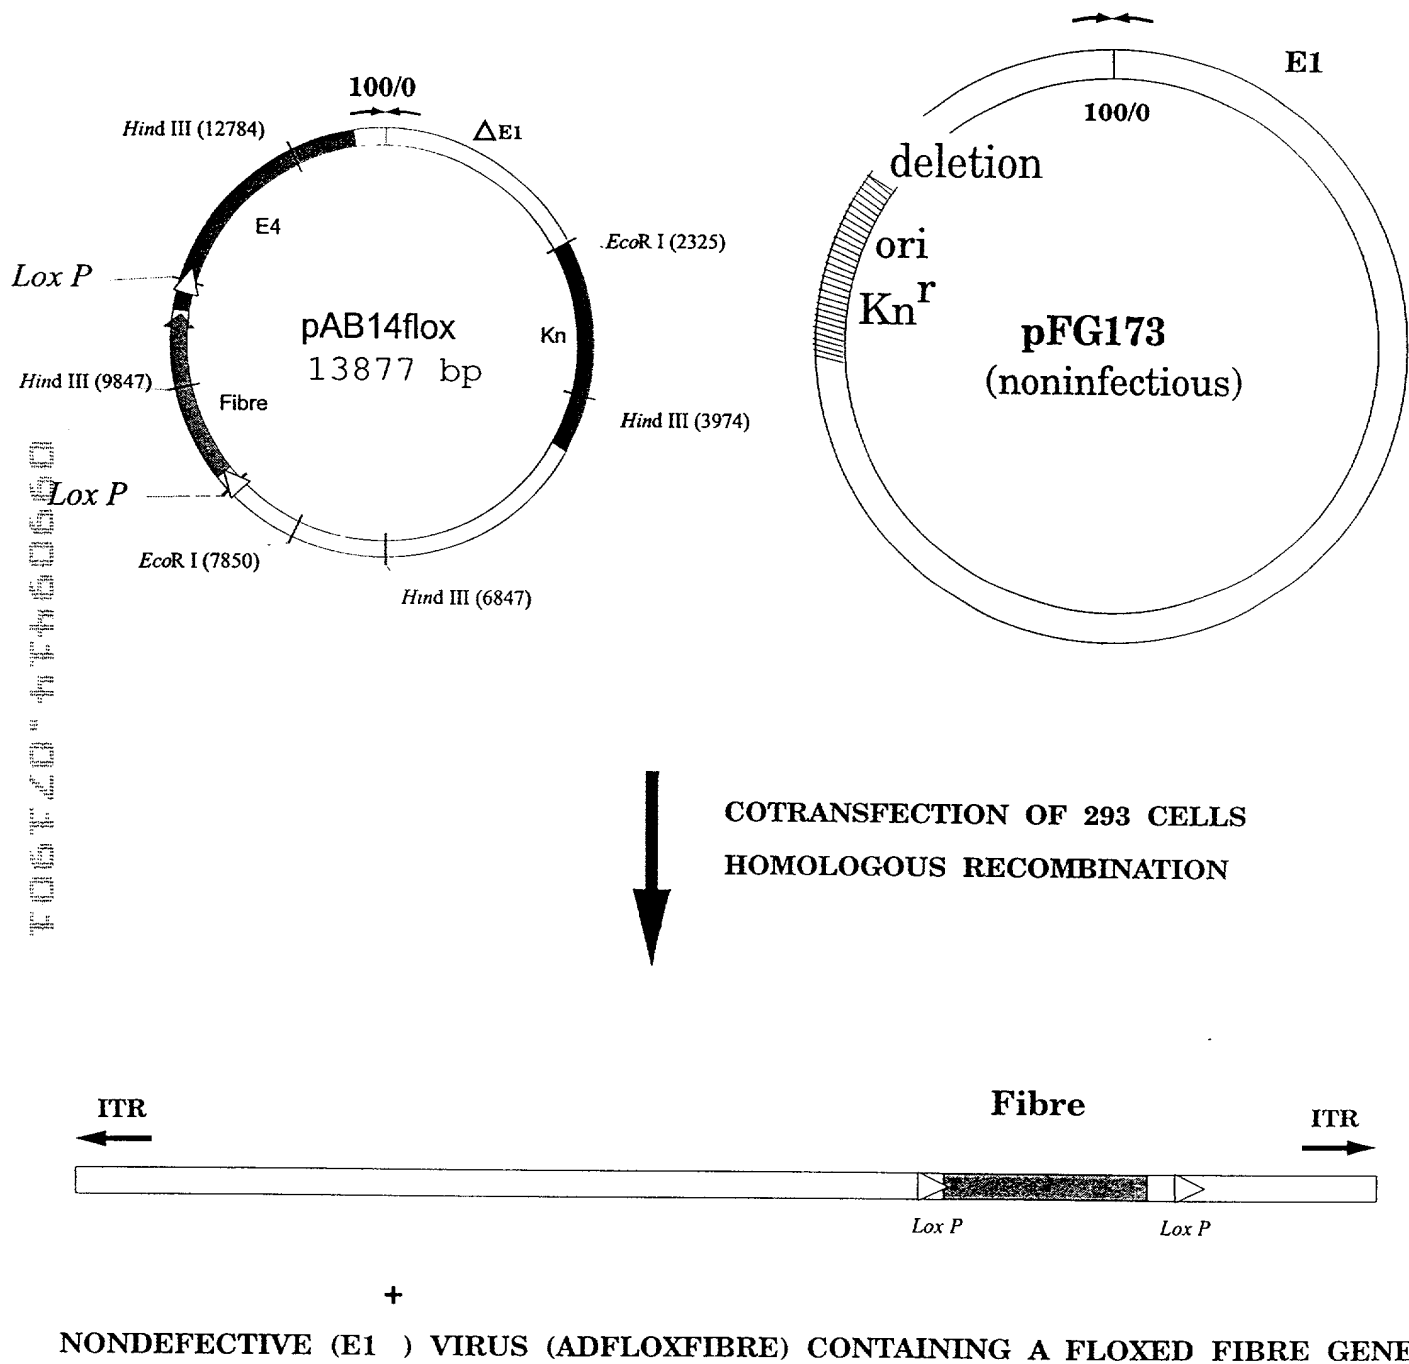 100/0
Hind III (12784)
ΔE1
E4
EcoR I (2325)
Lox P
pAB14flox
13877 bp
Kn
Hind III (9847)
Fibre
Hind III (3974)
Lox P
EcoR I (7850)
Hind III (6847)
E1
100/0
deletion
ori
Knr
pFG173
(noninfectious)
COTRANSFECTION OF 293 CELLS
HOMOLOGOUS RECOMBINATION
Fibre
ITR
ITR
Lox P
Lox P
+
NONDEFECTIVE (E1 ) VIRUS (ADFLOXFIBRE) CONTAINING A FLOXED FIBRE GENE